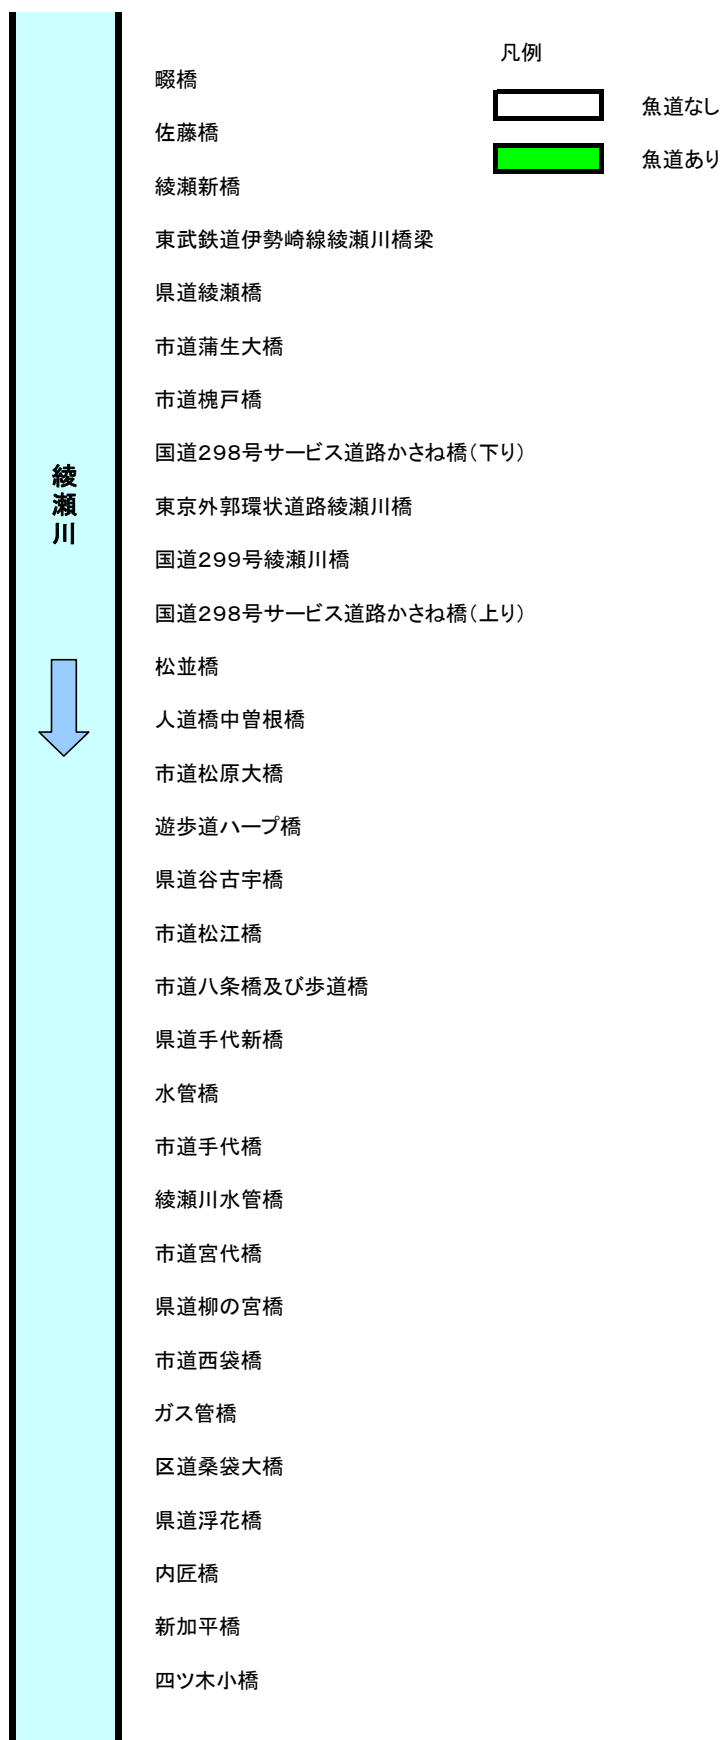 凡例
魚道なし
魚道あり
綾瀬川
畷橋
佐藤橋
綾瀬新橋
東武鉄道伊勢崎線綾瀬川橋梁
県道綾瀬橋
市道蒲生大橋
市道槐戸橋
国道298号サービス道路かさね橋（下り）
東京外郭環状道路綾瀬川橋
国道299号綾瀬川橋
国道298号サービス道路かさね橋（上り）
松並橋
人道橋中曽根橋
市道松原大橋
遊歩道ハープ橋
県道谷古宇橋
市道松江橋
市道八条橋及び歩道橋
県道手代新橋
水管橋
市道手代橋
綾瀬川水管橋
市道宮代橋
県道柳の宮橋
市道西袋橋
ガス管橋
区道桑袋大橋
県道浮花橋
内匠橋
新加平橋
四ツ木小橋